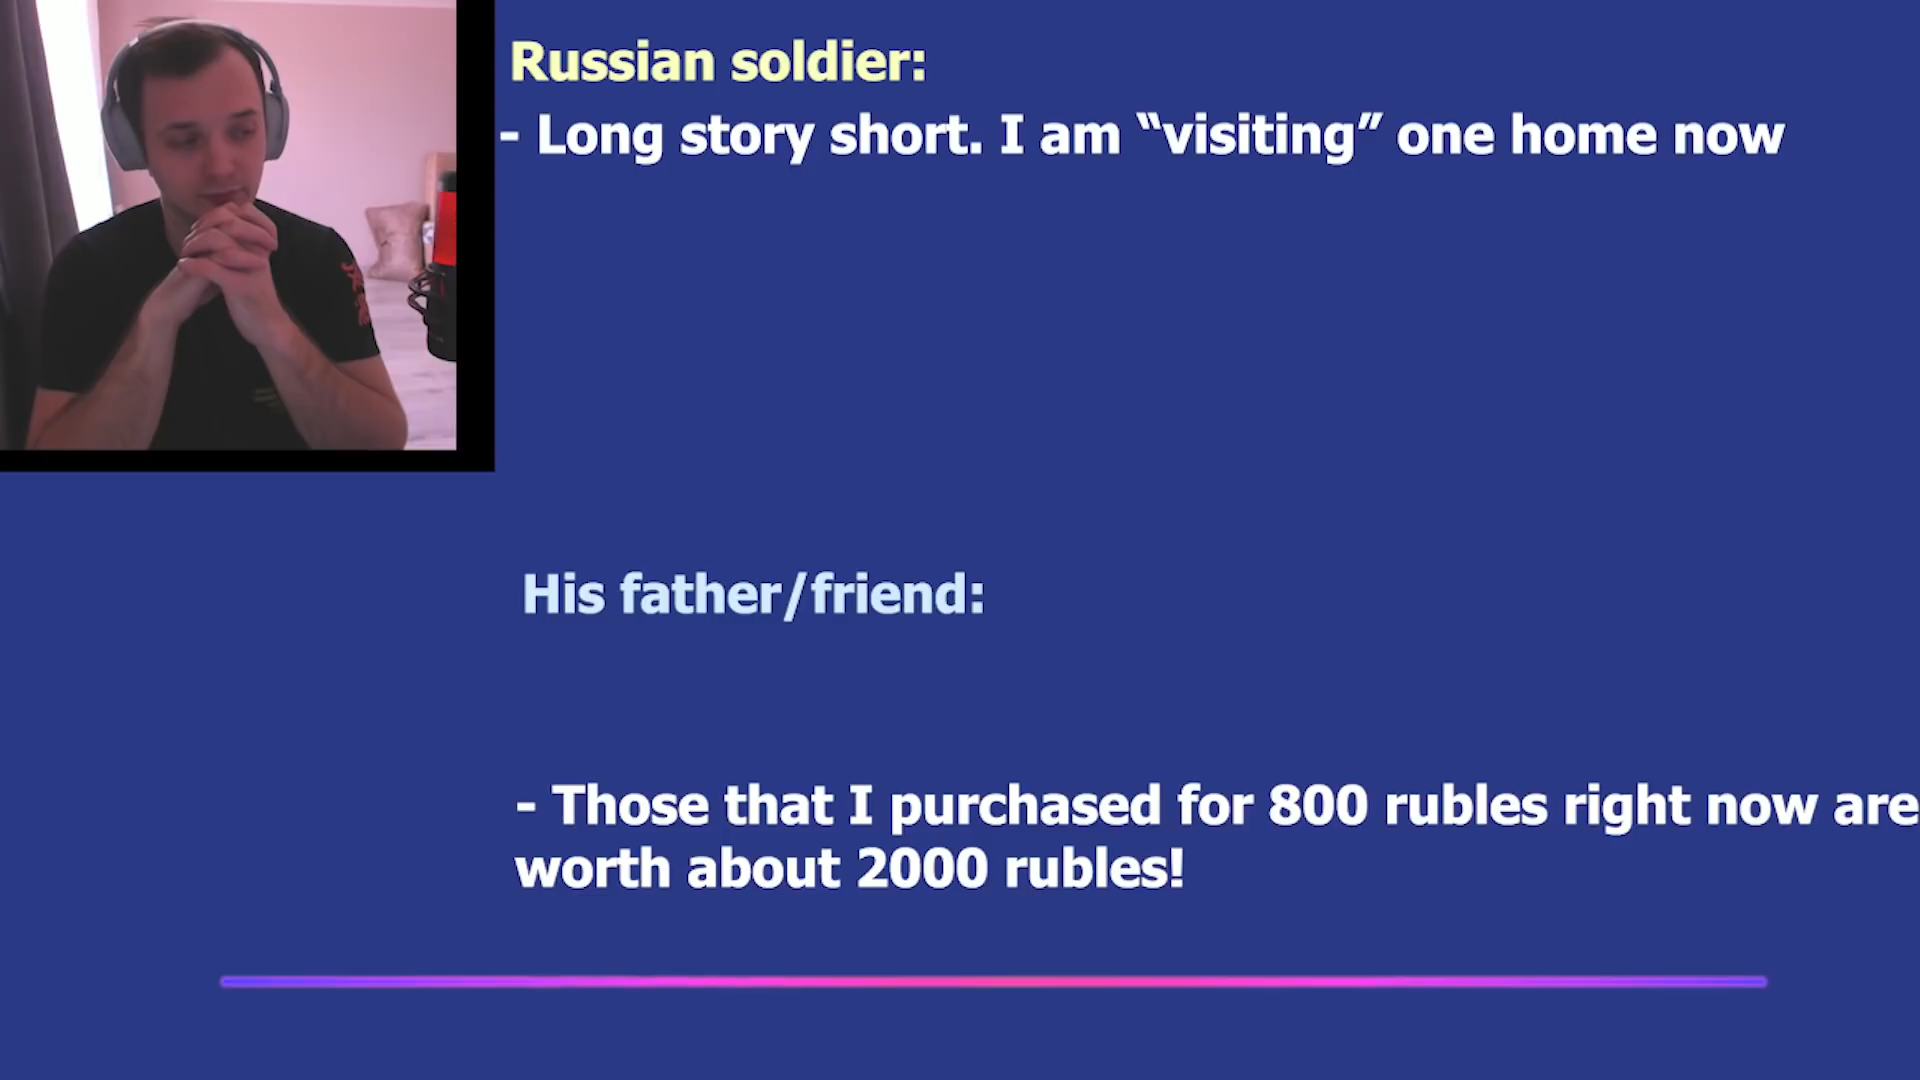 Russian soldier:
- Long story short. I am “visiting” one home now
His father/friend:
- Those that I purchased for 800 rubles right now are
worth about 2000 rubles!